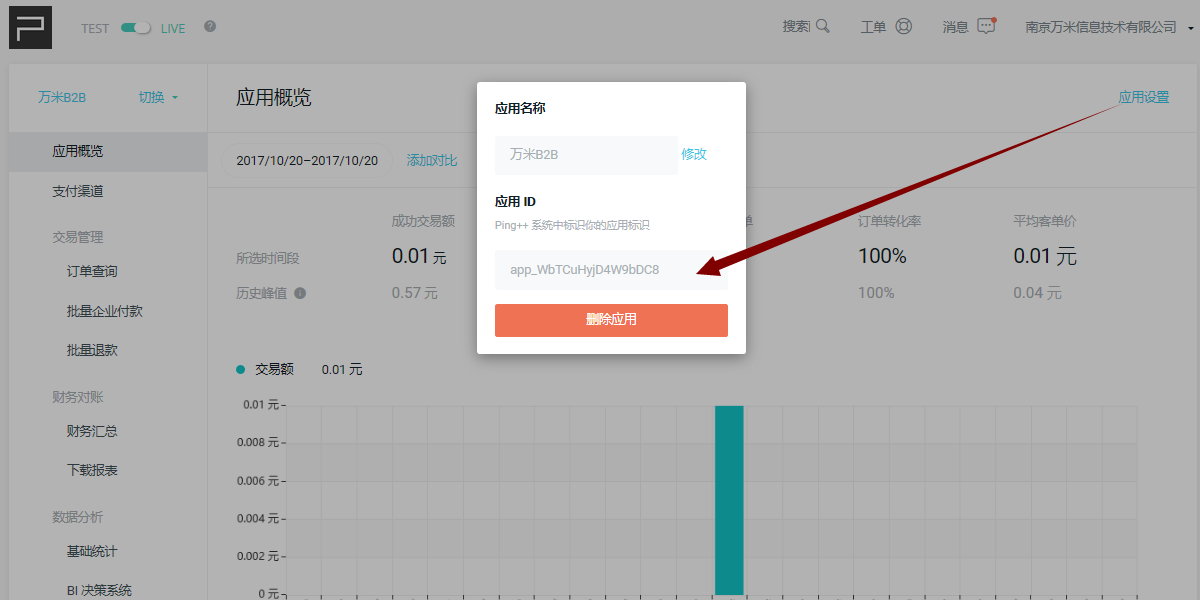 TEST LIVE
搜索 工单 消息 南京万米信息技术有限公司
万米B2B 切换
应用概览
支付渠道
交易管理
订单查询
批量企业付款
批量退款
财务对账
财务汇总
下载报表
数据分析
基础统计
BI 决策系统
应用概览 应用设置
2017/10/20–2017/10/20 添加对比
成功交易额 单 订单转化率 平均客单价
所选时间段 0.01 元 100% 0.01 元
历史峰值 0.57 元 100% 0.04 元
应用名称
万米B2B 修改
应用 ID
Ping++ 系统中标识你的应用标识
app_WbTCuHyjD4W9bDC8
删除应用
交易额 0.01 元
0.01 元
0.008 元
0.006 元
0.004 元
0.002 元
0 元